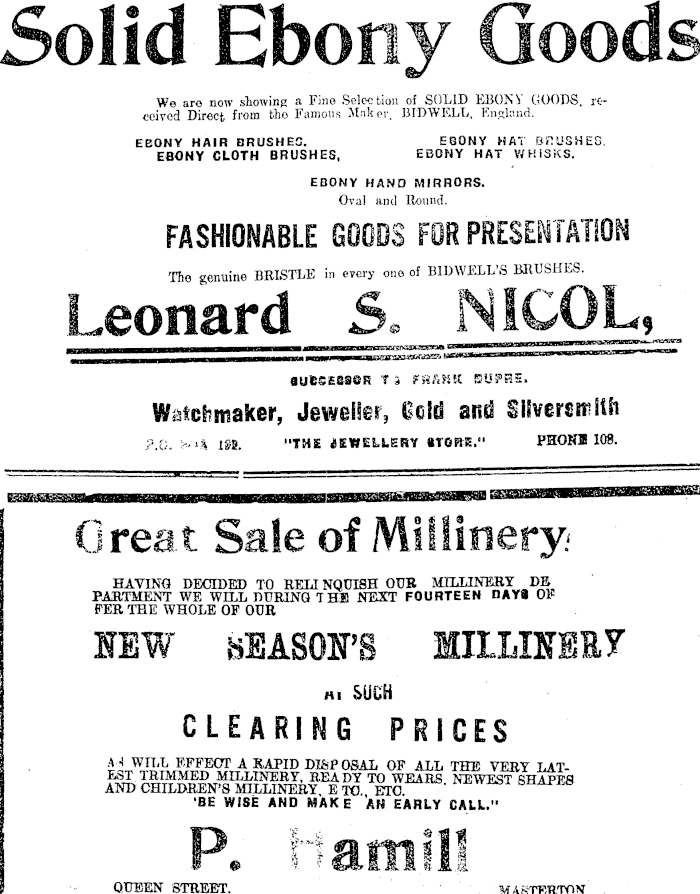 Solid Ebony Goods
We are now showing a Fine Selection of SOLID EBONY GOODS, re-
ceived Direct from the Famous Maker, BIDWELL, England.
EBONY HAIR BRUSHES, EBONY HAT BRUSHES,
EBONY CLOTH BRUSHES, EBONY HAT WHISKS.
EBONY HAND MIRRORS.
Oval and Round.
FASHIONABLE GOODS FOR PRESENTATION
The genuine BRISTLE in every one of BIDWELL'S BRUSHES.
Leonard S. NICOL,
SUCCESSOR TO FRANK DUPRE.
Watchmaker, Jeweller, Gold and Silversmith
P.O. 192. "THE JEWELLERY STORE." PHONE 108.
Great Sale of Millinery.
HAVING DECIDED TO RELINQUISH OUR MILLINERY DE
PARTMENT WE WILL DURING THE NEXT FOURTEEN DAYS OF
FER THE WHOLE OF OUR
NEW SEASON'S MILLINERY
AT SUCH
CLEARING PRICES
AS WILL EFFECT A RAPID DISPOSAL OF ALL THE VERY LAT-
EST TRIMMED MILLINERY, READY TO WEARS, NEWEST SHAPES
AND CHILDREN'S MILLINERY, ETC., ETC.
'BE WISE AND MAKE AN EARLY CALL."
P. Hamill
QUEEN STREET. MASTERTON